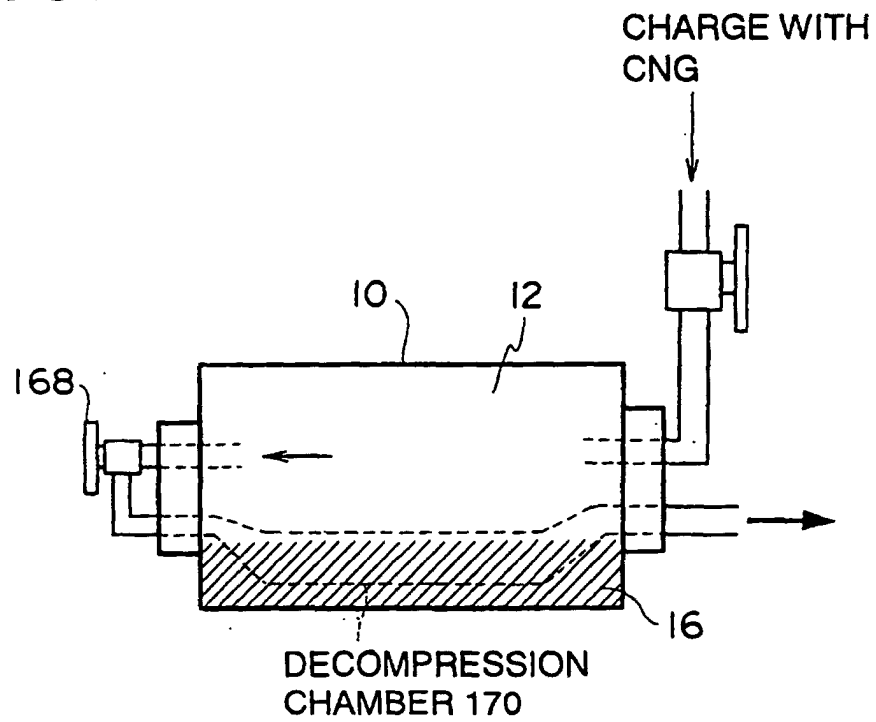 CHARGE WITH
CNG
10
12
168
16
DECOMPRESSION
CHAMBER 170